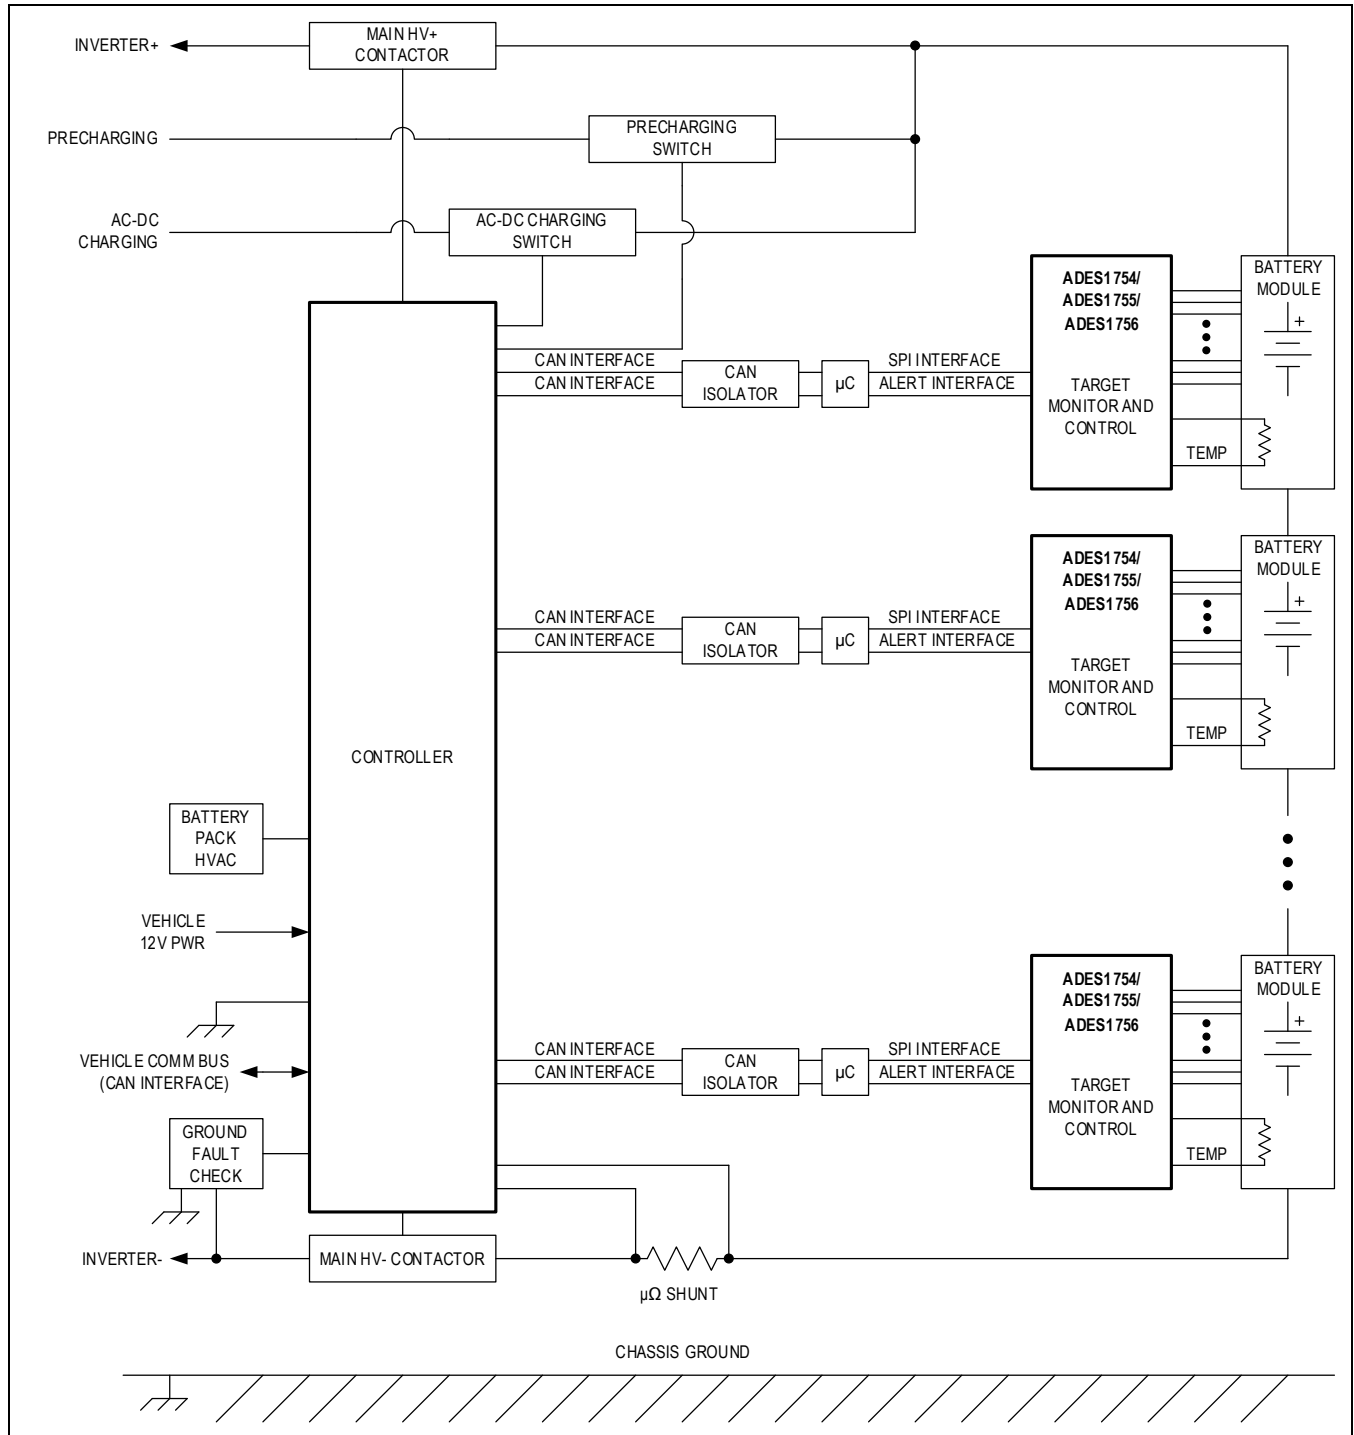 INVERTER+
MAIN HV+
CONTACTOR
PRECHARGING
PRECHARGING
SWITCH
AC-DC
CHARGING
AC-DC CHARGING
SWITCH
CAN INTERFACE
CAN INTERFACE
CAN
ISOLATOR
µC
SPI INTERFACE
ALERT INTERFACE
ADES1754/
ADES1755/
ADES1756
TARGET
MONITOR AND
CONTROL
TEMP
BATTERY
MODULE
+
CAN INTERFACE
CAN INTERFACE
CAN
ISOLATOR
µC
SPI INTERFACE
ALERT INTERFACE
ADES1754/
ADES1755/
ADES1756
TARGET
MONITOR AND
CONTROL
TEMP
BATTERY
MODULE
+
CONTROLLER
BATTERY
PACK
HVAC
VEHICLE
12V PWR
VEHICLE COMM BUS
(CAN INTERFACE)
CAN INTERFACE
CAN INTERFACE
CAN
ISOLATOR
µC
SPI INTERFACE
ALERT INTERFACE
ADES1754/
ADES1755/
ADES1756
TARGET
MONITOR AND
CONTROL
TEMP
BATTERY
MODULE
+
GROUND
FAULT
CHECK
INVERTER-
MAIN HV- CONTACTOR
µΩ SHUNT
CHASSIS GROUND